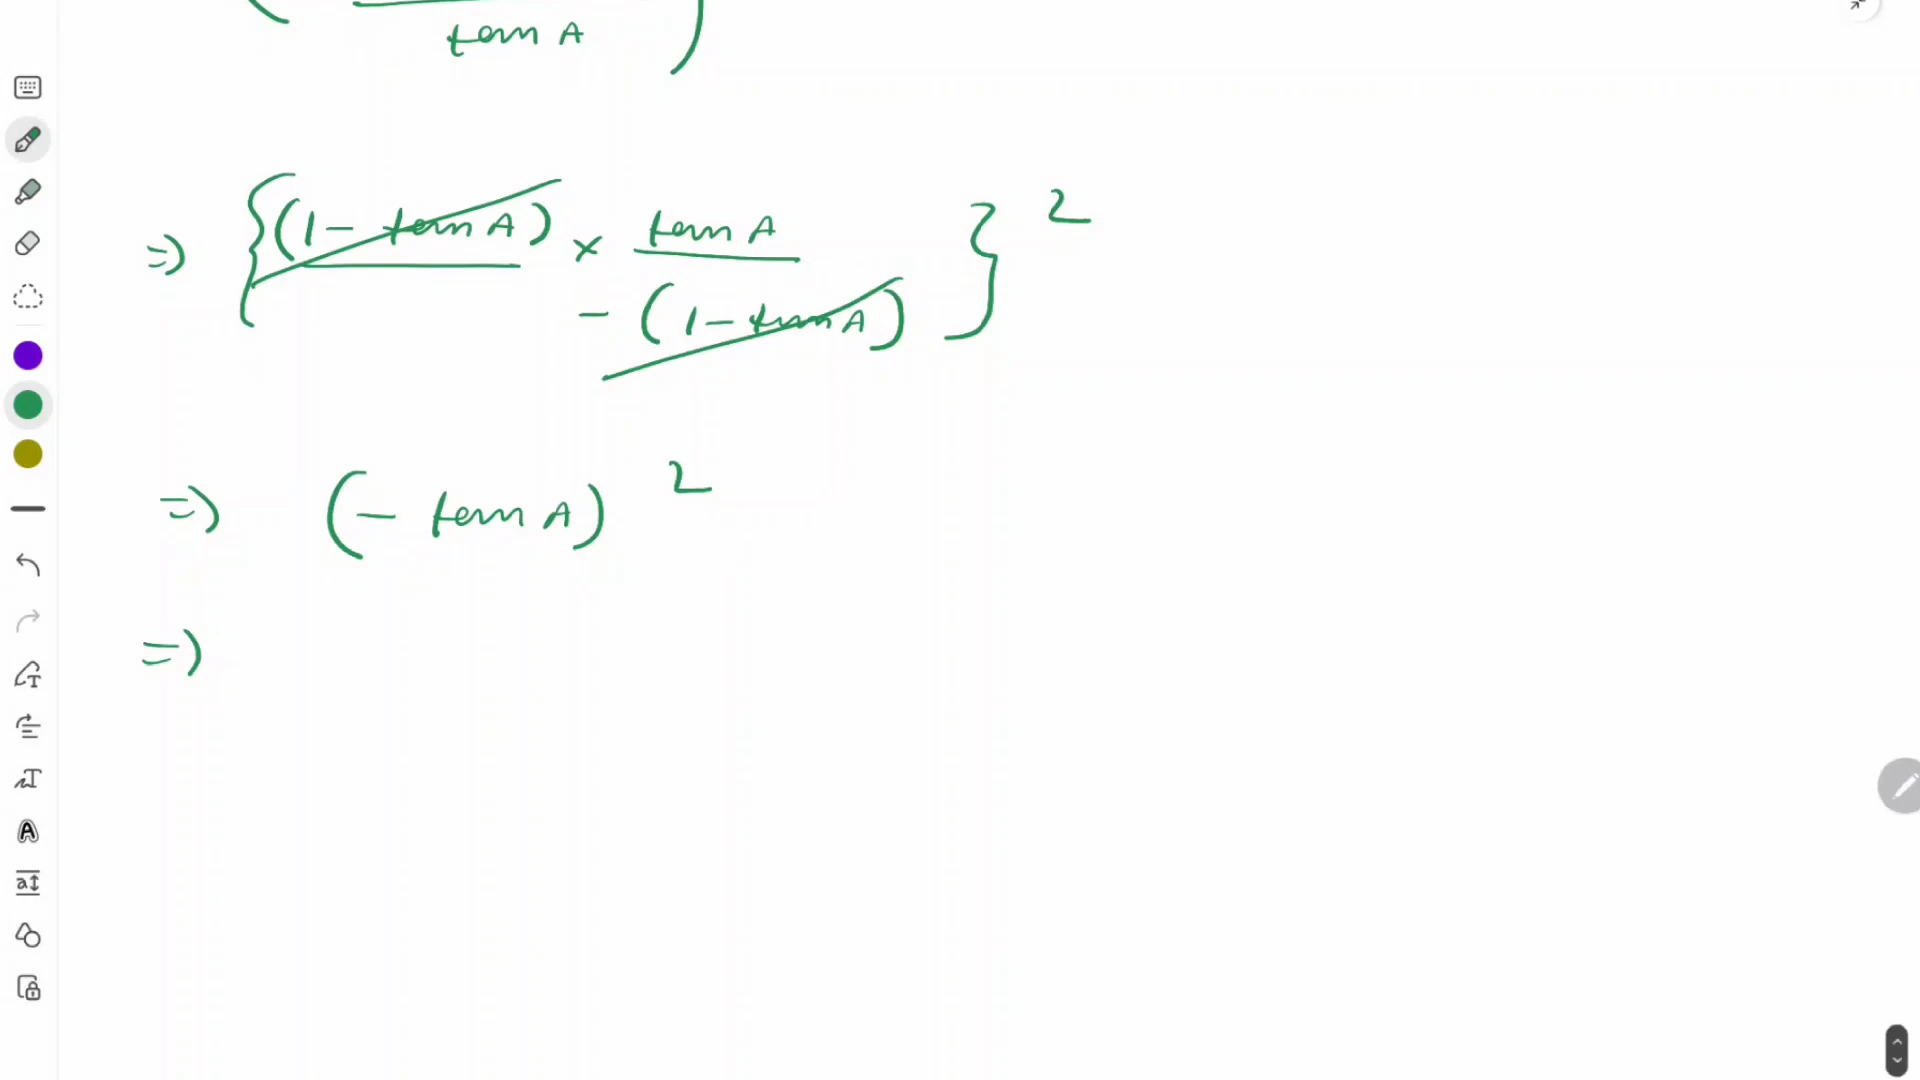 tan A
=> {(1 - tan A) × tan A / - (1 - tan A)}²
=> (- tan A)²
=>